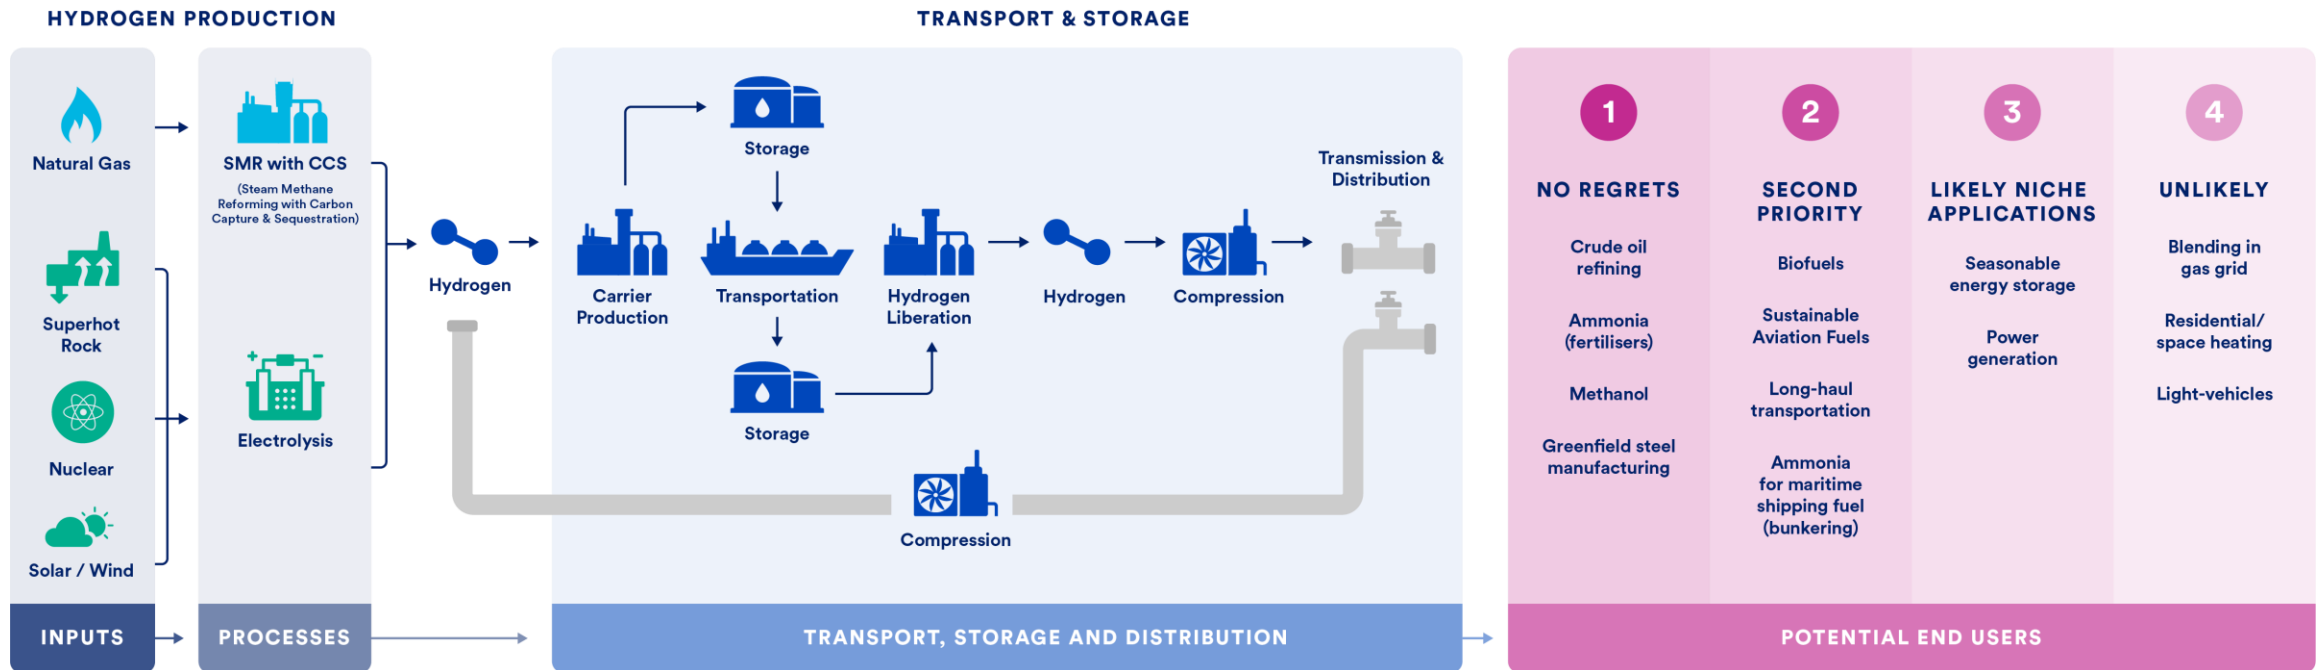 HYDROGEN PRODUCTION
TRANSPORT & STORAGE
Natural Gas
Superhot
Rock
Nuclear
Solar / Wind
INPUTS
SMR with CCS
(Steam Methane
Reforming with Carbon
Capture & Sequestration)
+ −
Electrolysis
PROCESSES
Hydrogen
Carrier
Production
Storage
Transportation
Storage
Hydrogen
Liberation
Hydrogen
Compression
Transmission &
Distribution
Compression
TRANSPORT, STORAGE AND DISTRIBUTION
1
NO REGRETS
Crude oil
refining
Ammonia
(fertilisers)
Methanol
Greenfield steel
manufacturing
2
SECOND
PRIORITY
Biofuels
Sustainable
Aviation Fuels
Long-haul
transportation
Ammonia
for maritime
shipping fuel
(bunkering)
3
LIKELY NICHE
APPLICATIONS
Seasonable
energy storage
Power
generation
4
UNLIKELY
Blending in
gas grid
Residential/
space heating
Light-vehicles
POTENTIAL END USERS